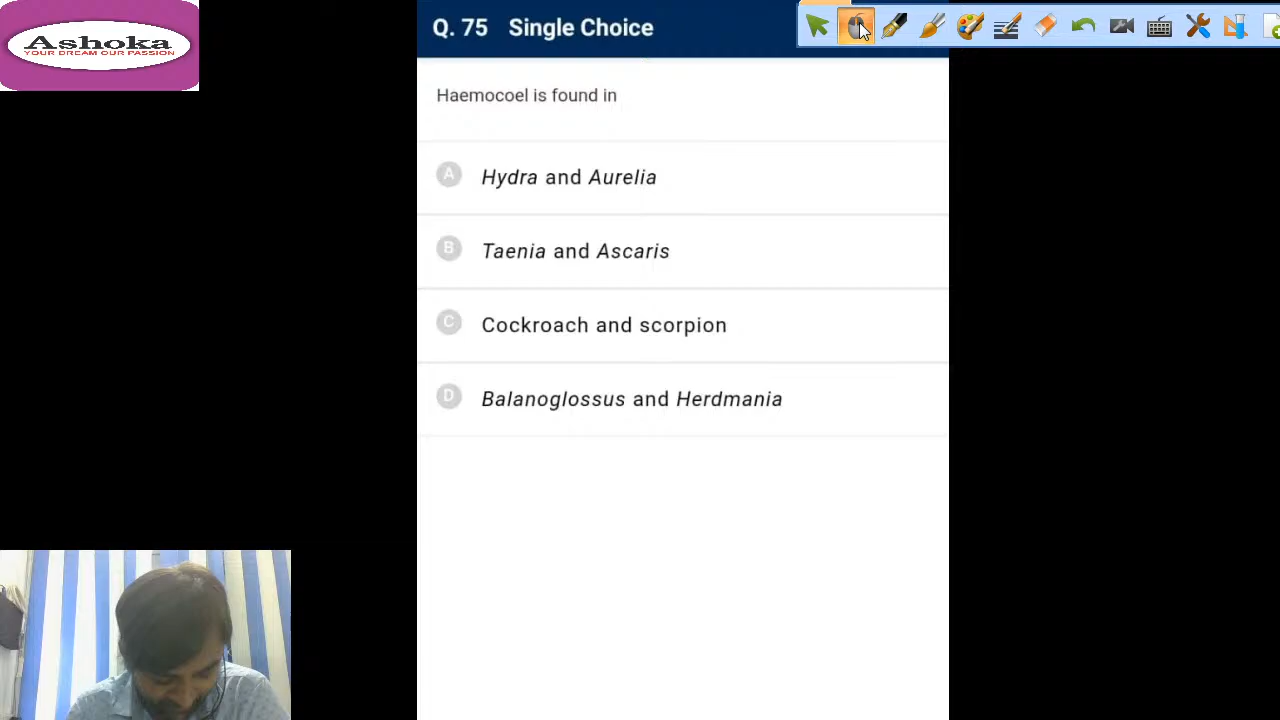 Ashoka
YOUR DREAM OUR PASSION
Q. 75 Single Choice
Haemocoel is found in
A Hydra and Aurelia
B Taenia and Ascaris
C Cockroach and scorpion
D Balanoglossus and Herdmania